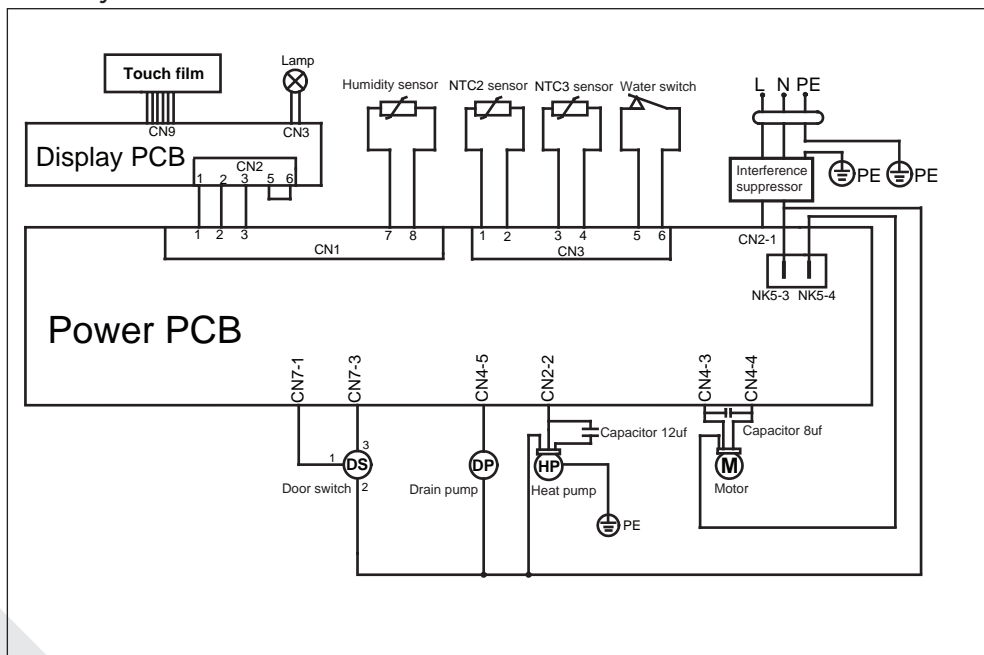 Touch film
Lamp
Humidity sensor
NTC2 sensor
NTC3 sensor
Water switch
L N PE
CN9
CN3
Display PCB
CN2
1 2 3 5 6
Interference
suppressor
PE
PE
1 2 3
7 8
CN1
1 2 3 4 5 6
CN3
CN2-1
NK5-3 NK5-4
Power PCB
CN7-1
CN7-3
CN4-5
CN2-2
CN4-3
CN4-4
Capacitor 12uf
Capacitor 8uf
3
1
DS
2
DP
HP
M
Door switch
Drain pump
Heat pump
Motor
PE